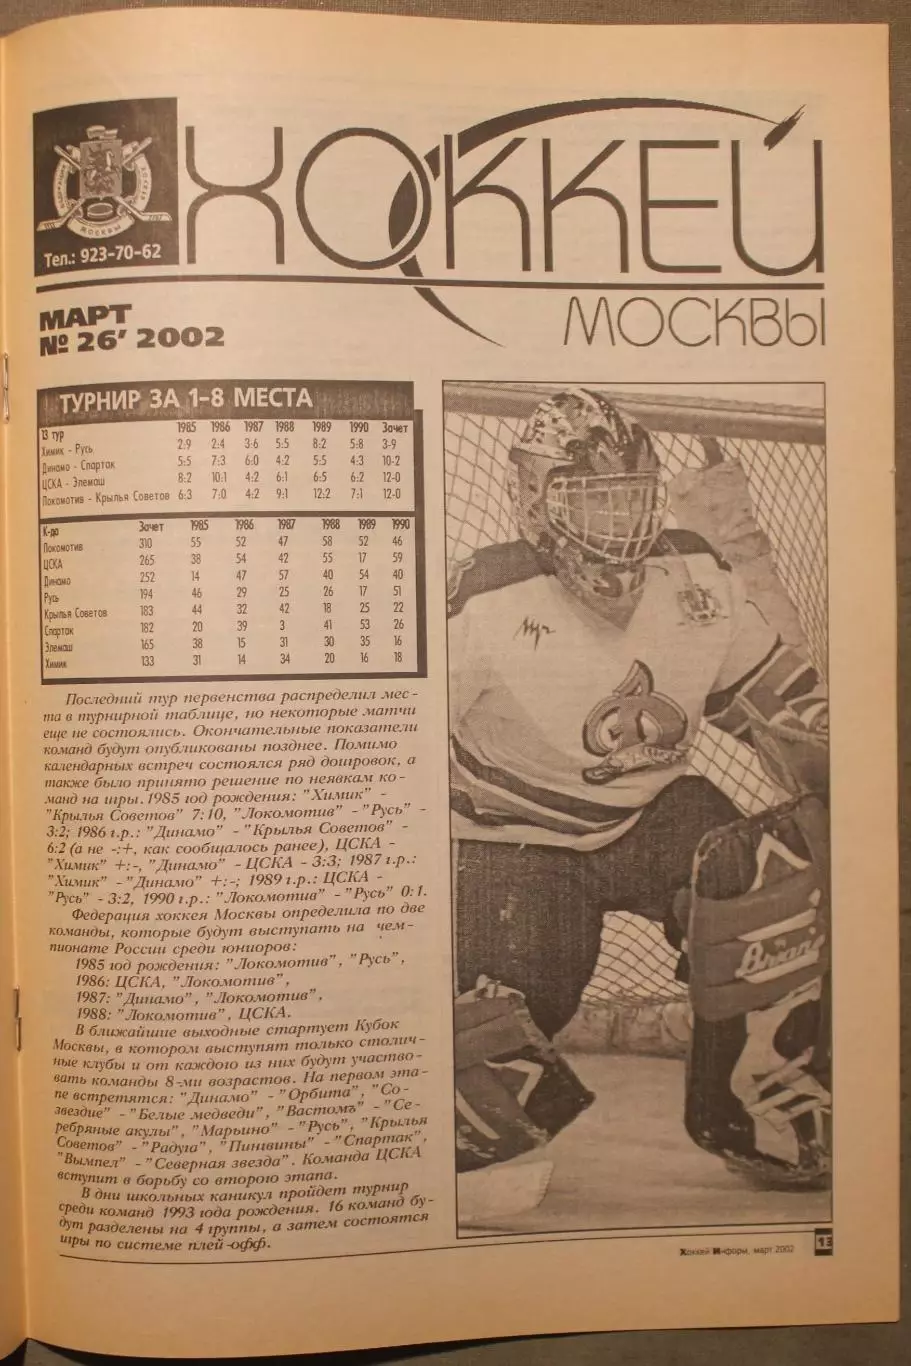 ХОККЕЙ
МОСКВЫ
ФЕДЕРАЦИЯ ХОККЕЯ
МОСКВЫ
Тел.: 923-70-62
МАРТ
№ 26' 2002
ТУРНИР ЗА 1-8 МЕСТА
13 тур 1985 1986 1987 1988 1989 1990 Зачет
Химик - Русь 2:9 2:4 3:6 5:5 8:2 5:8 3-9
Динамо - Спартак 5:5 7:3 6:0 4:2 5:5 4:3 10-2
ЦСКА - Элемаш 8:2 10:1 4:2 6:1 6:5 6:2 12-0
Локомотив - Крылья Советов 6:3 7:0 4:2 9:1 12:2 7:1 12-0
К-да Зачет 1985 1986 1987 1988 1989 1990
Локомотив 310 55 52 47 58 52 46
ЦСКА 265 38 54 42 55 17 59
Динамо 252 14 47 57 40 54 40
Русь 194 46 29 25 26 17 51
Крылья Советов 183 44 32 42 18 25 22
Спартак 182 20 39 3 41 53 26
Элемаш 165 38 15 31 30 35 16
Химик 133 31 14 34 20 16 18
Последний тур первенства распределил мес-
та в турнирной таблице, но некоторые матчи
еще не состоялись. Окончательные показатели
команд будут опубликованы позднее. Помимо
календарных встреч состоялся ряд доигровок, а
также было принято решение по неявкам ко-
манд на игры. 1985 год рождения: "Химик" -
"Крылья Советов" 7:10, "Локомотив" - "Русь" -
3:2; 1986 г.р.: "Динамо" - "Крылья Советов" -
6:2 (а не -:+, как сообщалось ранее), ЦСКА -
"Химик" +:-, "Динамо" - ЦСКА - 3:3; 1987 г.р.:
"Химик" - "Динамо" +:-; 1989 г.р.: ЦСКА -
"Русь" - 3:2, 1990 г.р.: "Локомотив" - "Русь" 0:1.
Федерация хоккея Москвы определила по две
команды, которые будут выступать на чем-
пионате России среди юниоров:
1985 год рождения: "Локомотив", "Русь",
1986: ЦСКА, "Локомотив",
1987: "Динамо", "Локомотив",
1988: "Локомотив", ЦСКА.
В ближайшие выходные стартует Кубок
Москвы, в котором выступят только столич-
ные клубы и от каждого из них будут участво-
вать команды 8-ми возрастов. На первом эта-
пе встретятся: "Динамо" - "Орбита", "Со-
звездие" - "Белые медведи", "Вастомъ" - "Се-
ребряные акулы", "Марьино" - "Русь", "Крылья
Советов" - "Радуга", "Пингвины" - "Спартак",
"Вымпел" - "Северная звезда". Команда ЦСКА
вступит в борьбу со второго этапа.
В дни школьных каникул пройдет турнир
среди команд 1993 года рождения. 16 команд бу-
дут разделены на 4 группы, а затем состоятся
игры по системе плей-офф.
Brian's
Хоккей Информ, март 2002 13